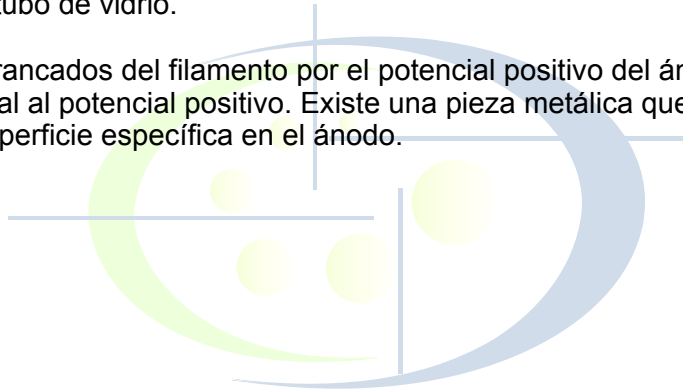 tubo de vidrio.
rancados del filamento por el potencial positivo del án
al al potencial positivo. Existe una pieza metálica que
perficie específica en el ánodo.